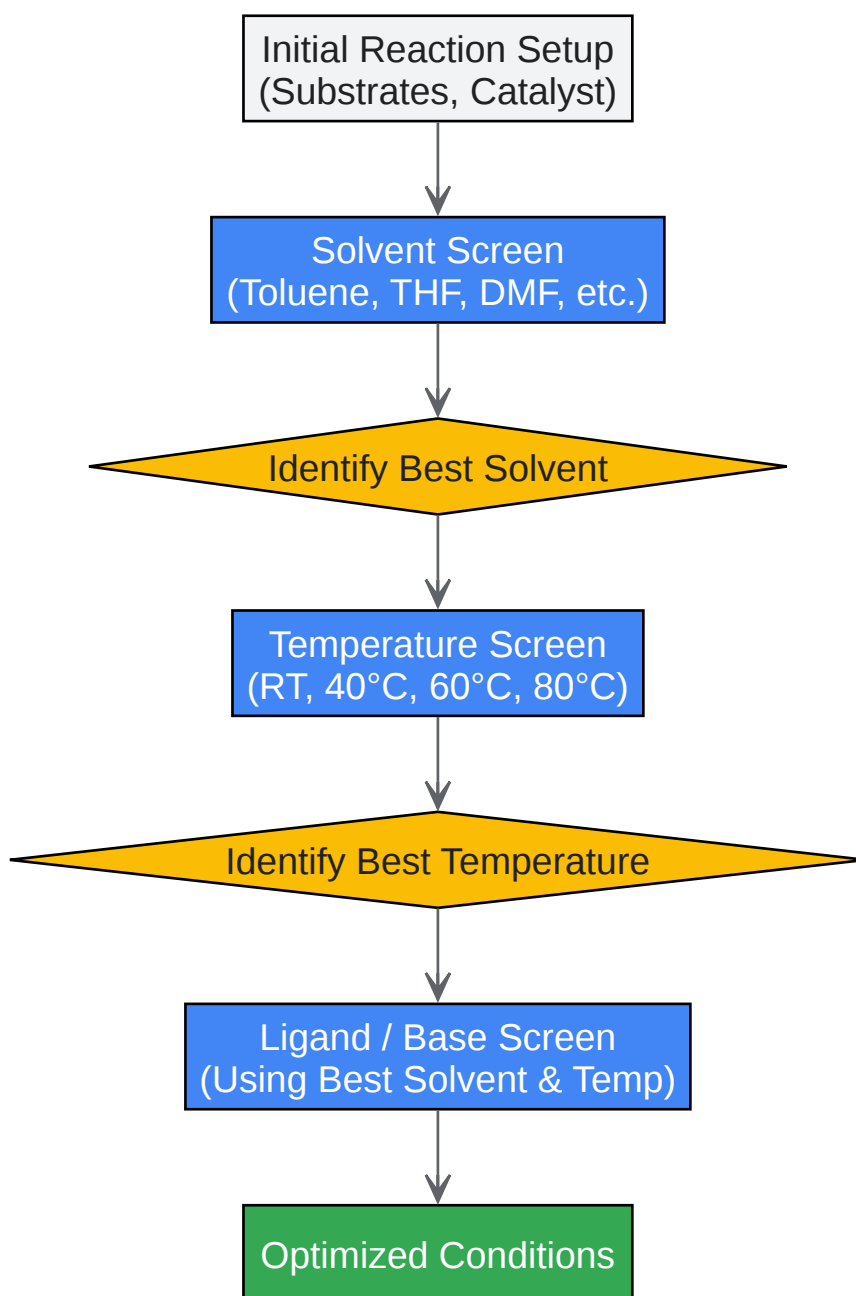 Initial Reaction Setup
(Substrates, Catalyst)
Solvent Screen
(Toluene, THF, DMF, etc.)
Identify Best Solvent
Temperature Screen
(RT, 40°C, 60°C, 80°C)
Identify Best Temperature
Ligand / Base Screen
(Using Best Solvent & Temp)
Optimized Conditions